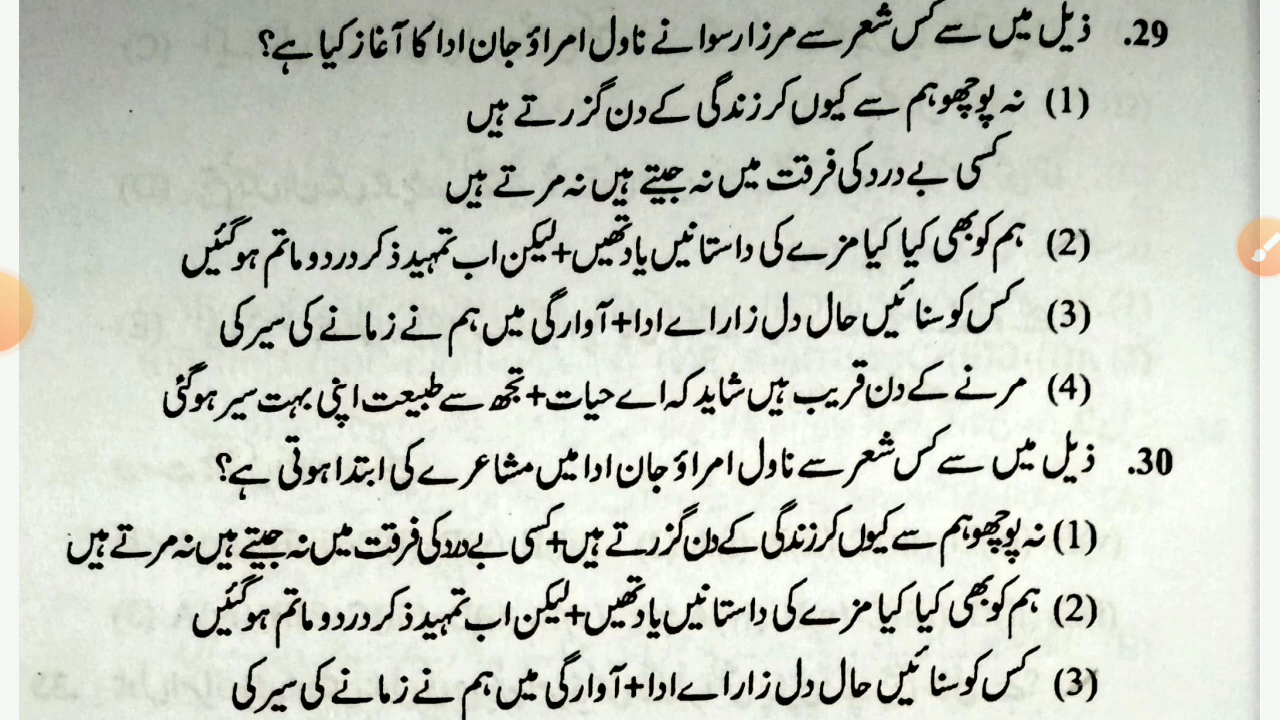 29. ذیل میں سے کس شعر سے مرزا رسوا نے ناول امراؤ جان ادا کا آغاز کیا ہے؟
(1) نہ پوچھو ہم سے کیوں کر زندگی کے دن گزرتے ہیں
کسی بے درد کی فرقت میں نہ جیتے ہیں نہ مرتے ہیں
(2) ہم کو بھی کیا کیا مزے کی داستانیں یاد تھیں+لیکن اب تمہید ذکر درد و ماتم ہو گئیں
(3) کس کو سنائیں حال دل زار اے ادا+آوارگی میں ہم نے زمانے کی سیر کی
(4) مرنے کے دن قریب ہیں شاید کہ اے حیات+تجھ سے طبیعت اپنی بہت سیر ہو گئی
30. ذیل میں سے کس شعر سے ناول امراؤ جان ادا میں مشاعرے کی ابتدا ہوتی ہے؟
(1) نہ پوچھو ہم سے کیوں کر زندگی کے دن گزرتے ہیں+کسی بے درد کی فرقت میں نہ جیتے ہیں نہ مرتے ہیں
(2) ہم کو بھی کیا کیا مزے کی داستانیں یاد تھیں+لیکن اب تمہید ذکر درد و ماتم ہو گئیں
(3) کس کو سنائیں حال دل زار اے ادا+آوارگی میں ہم نے زمانے کی سیر کی